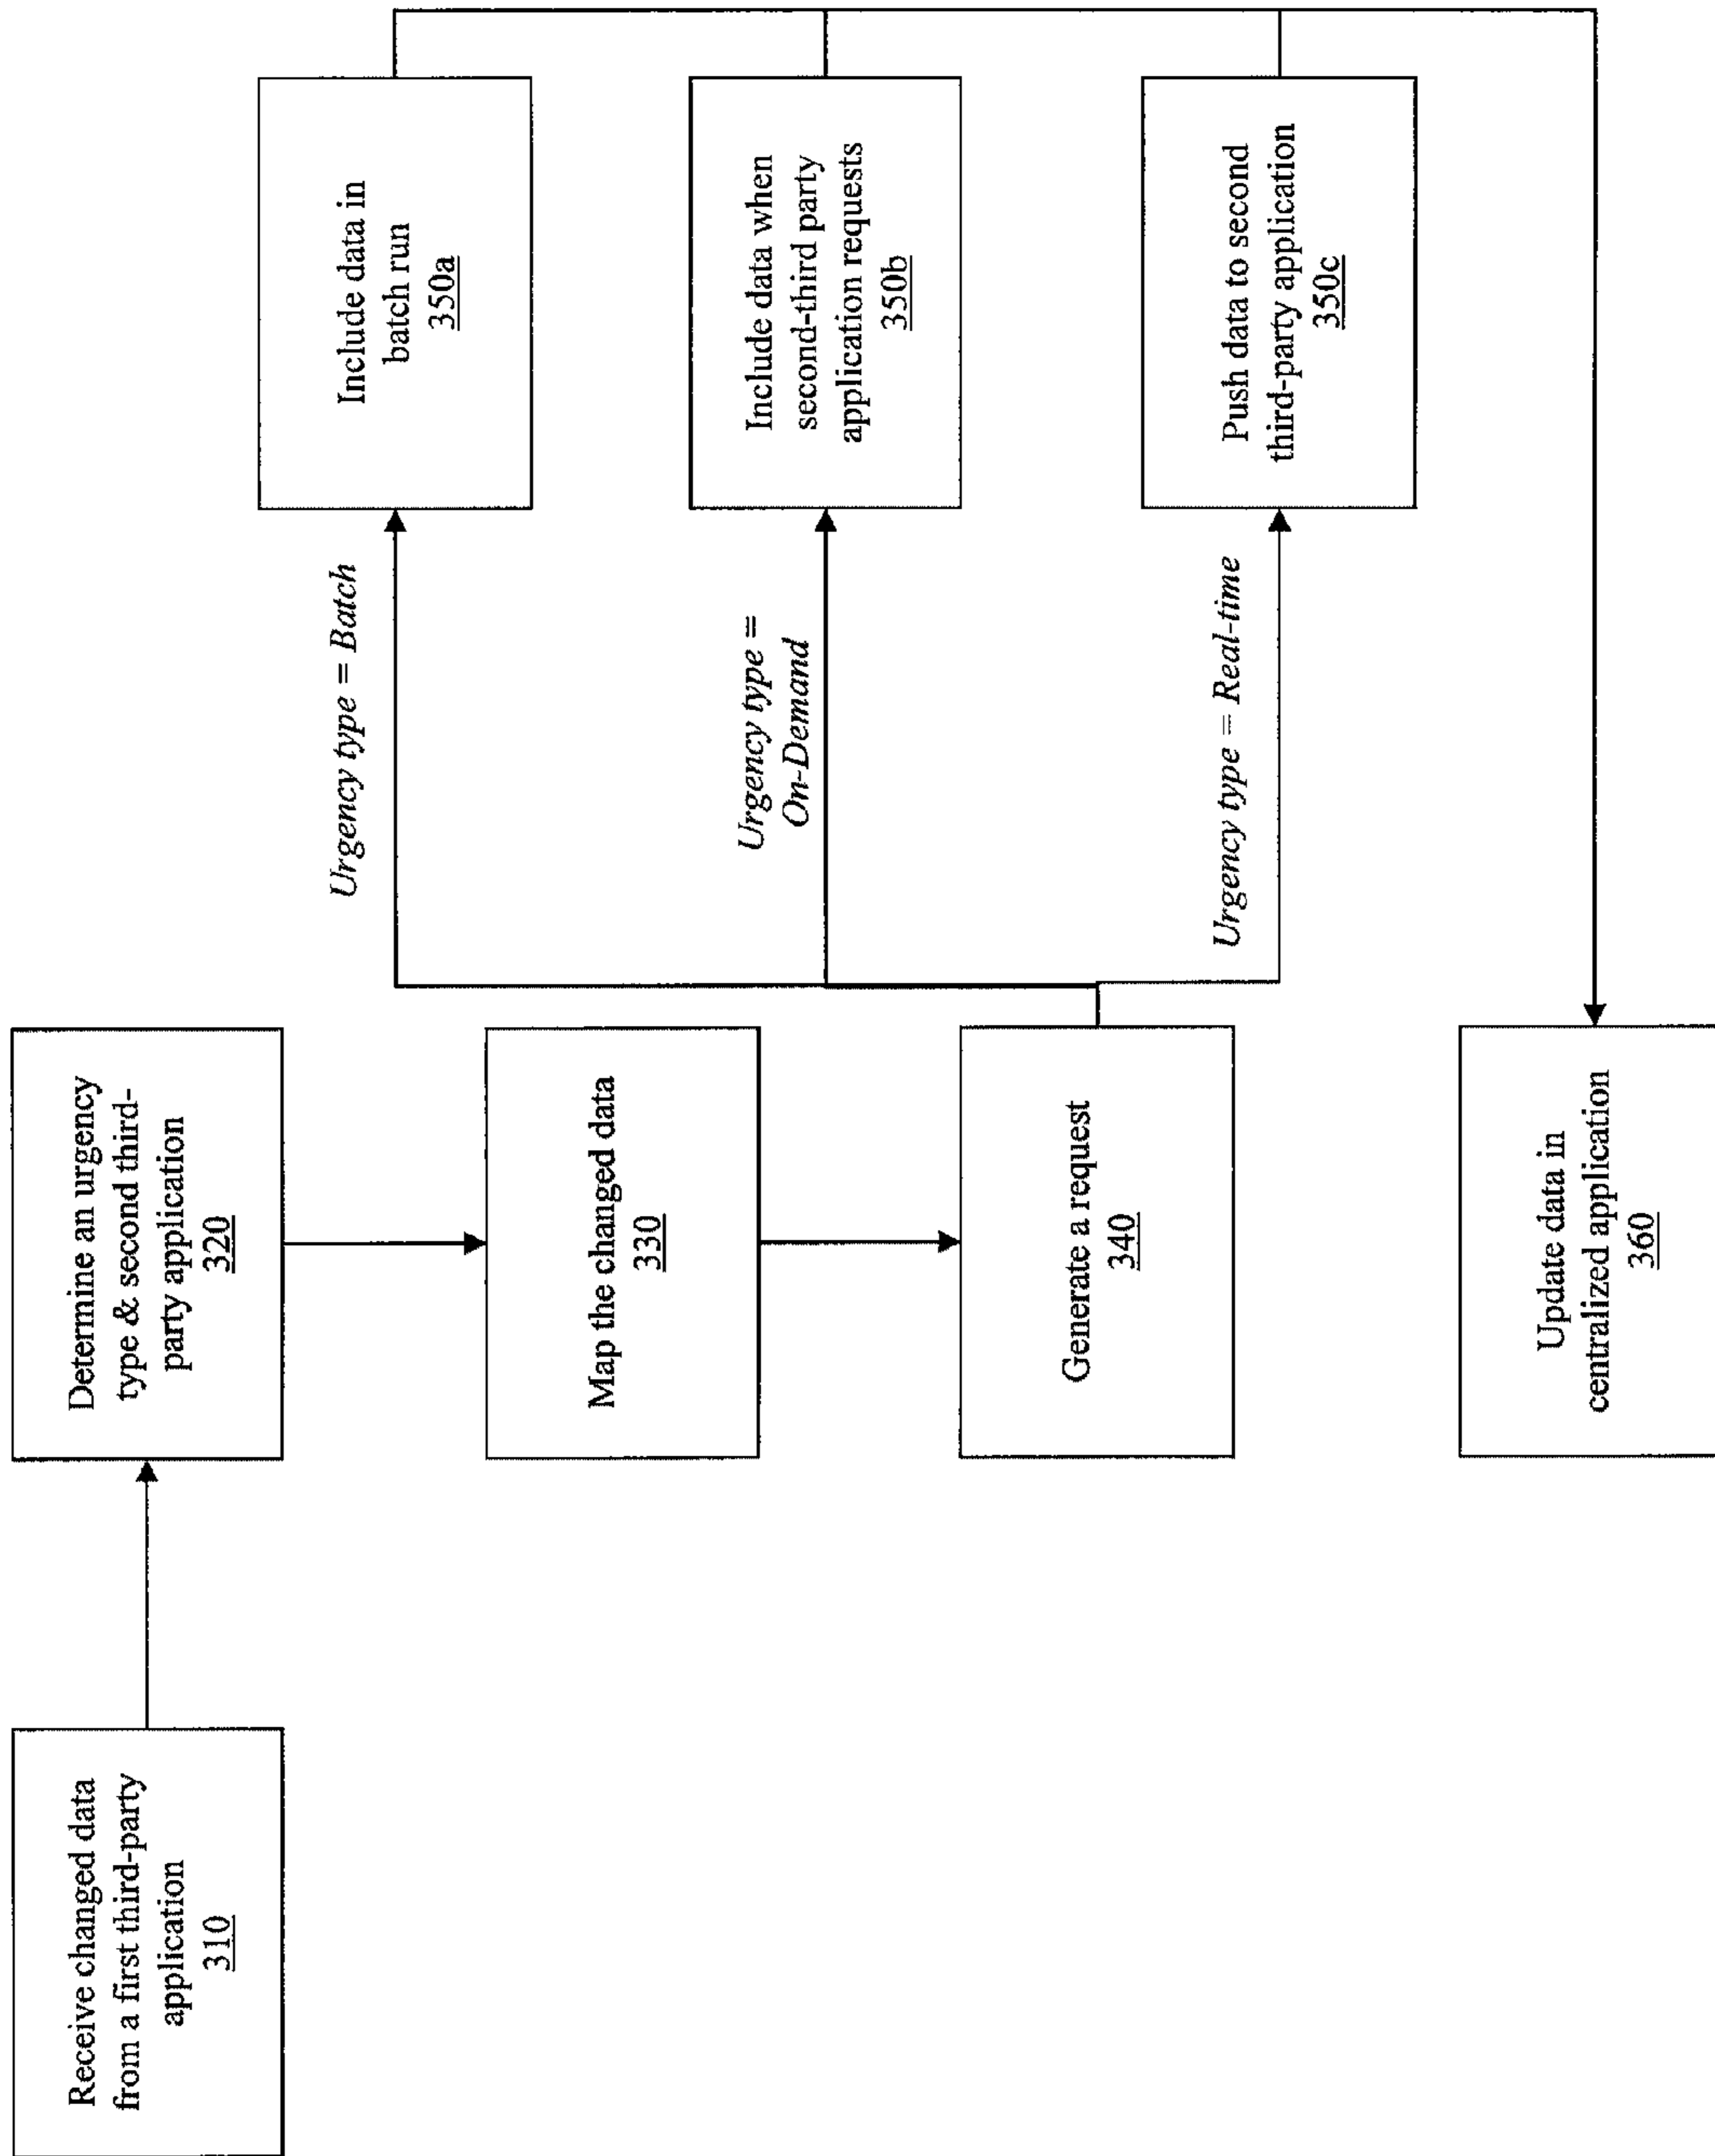 Receive changed data
from a first third-party
application
310
Determine an urgency
type & second third-
party application
320
Map the changed data
330
Generate a request
340
Urgency type = Batch
Include data in
batch run
350a
Urgency type =
On-Demand
Include data when
second-third party
application requests
350b
Urgency type = Real-time
Push data to second
third-party application
350c
Update data in
centralized application
360